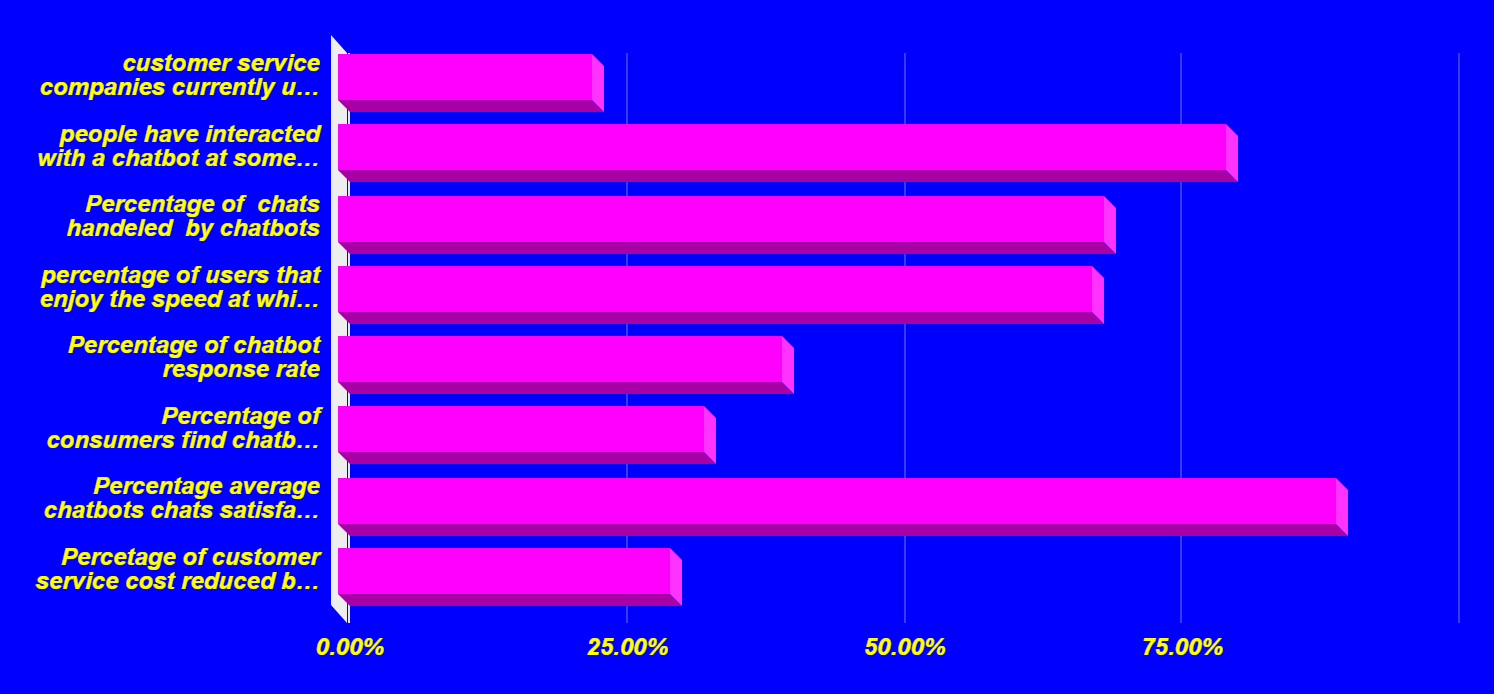 customer service
companies currently u…
people have interacted
with a chatbot at some…
Percentage of  chats
handeled  by chatbots
percentage of users that
enjoy the speed at whi…
Percentage of chatbot
response rate
Percentage of
consumers find chatb…
Percentage average
chatbots chats satisfa…
Percetage of customer
service cost reduced b…
0.00% 25.00% 50.00% 75.00%